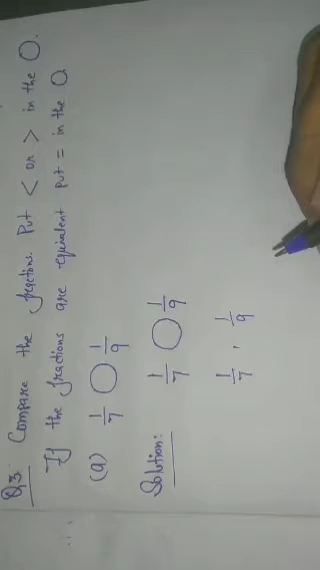 Q3. Compare the fractions. Put < or > in the ○.
If the fractions are equivalent put = in the ○
(a) 1/7 ○ 1/9
Solution: 1/7 ○ 1/9
1/7 , 1/9